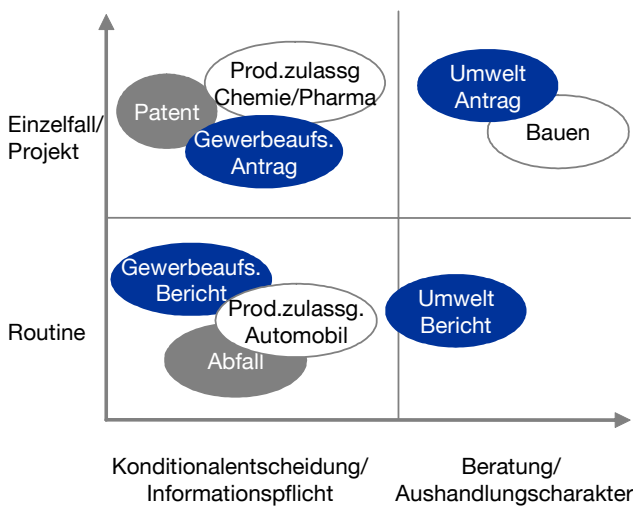 Prod.zulassg
Chemie/Pharma
Patent
Gewerbeaufs.
Antrag
Umwelt
Antrag
Bauen
Einzelfall/
Projekt
Gewerbeaufs.
Bericht
Prod.zulassg.
Automobil
Abfall
Umwelt
Bericht
Routine
Konditionalentscheidung/
Informationspflicht
Beratung/
Aushandlungscharakter